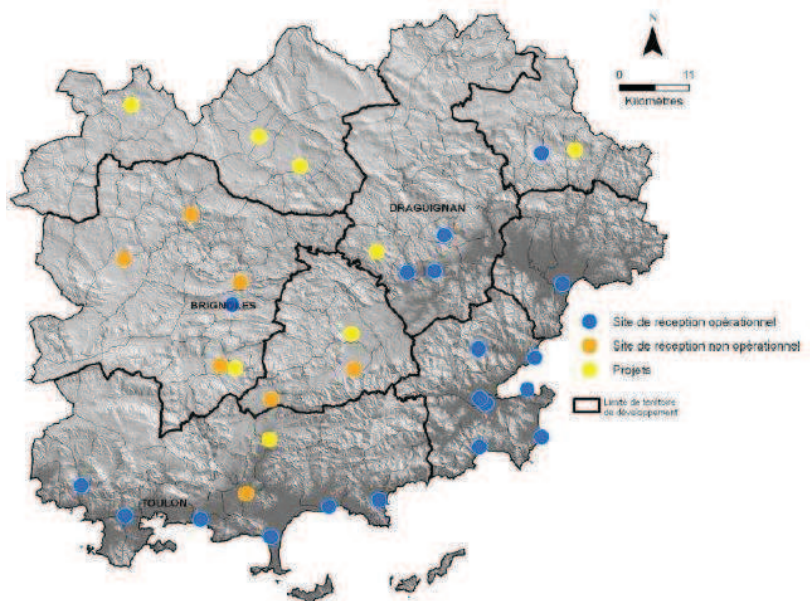 N
0 11
Kilomètres
DRAGUIGNAN
BRIGNOLES
Site de réception opérationnel
Site de réception non opérationnel
Projets
Limite de territoire
de développement
TOULON